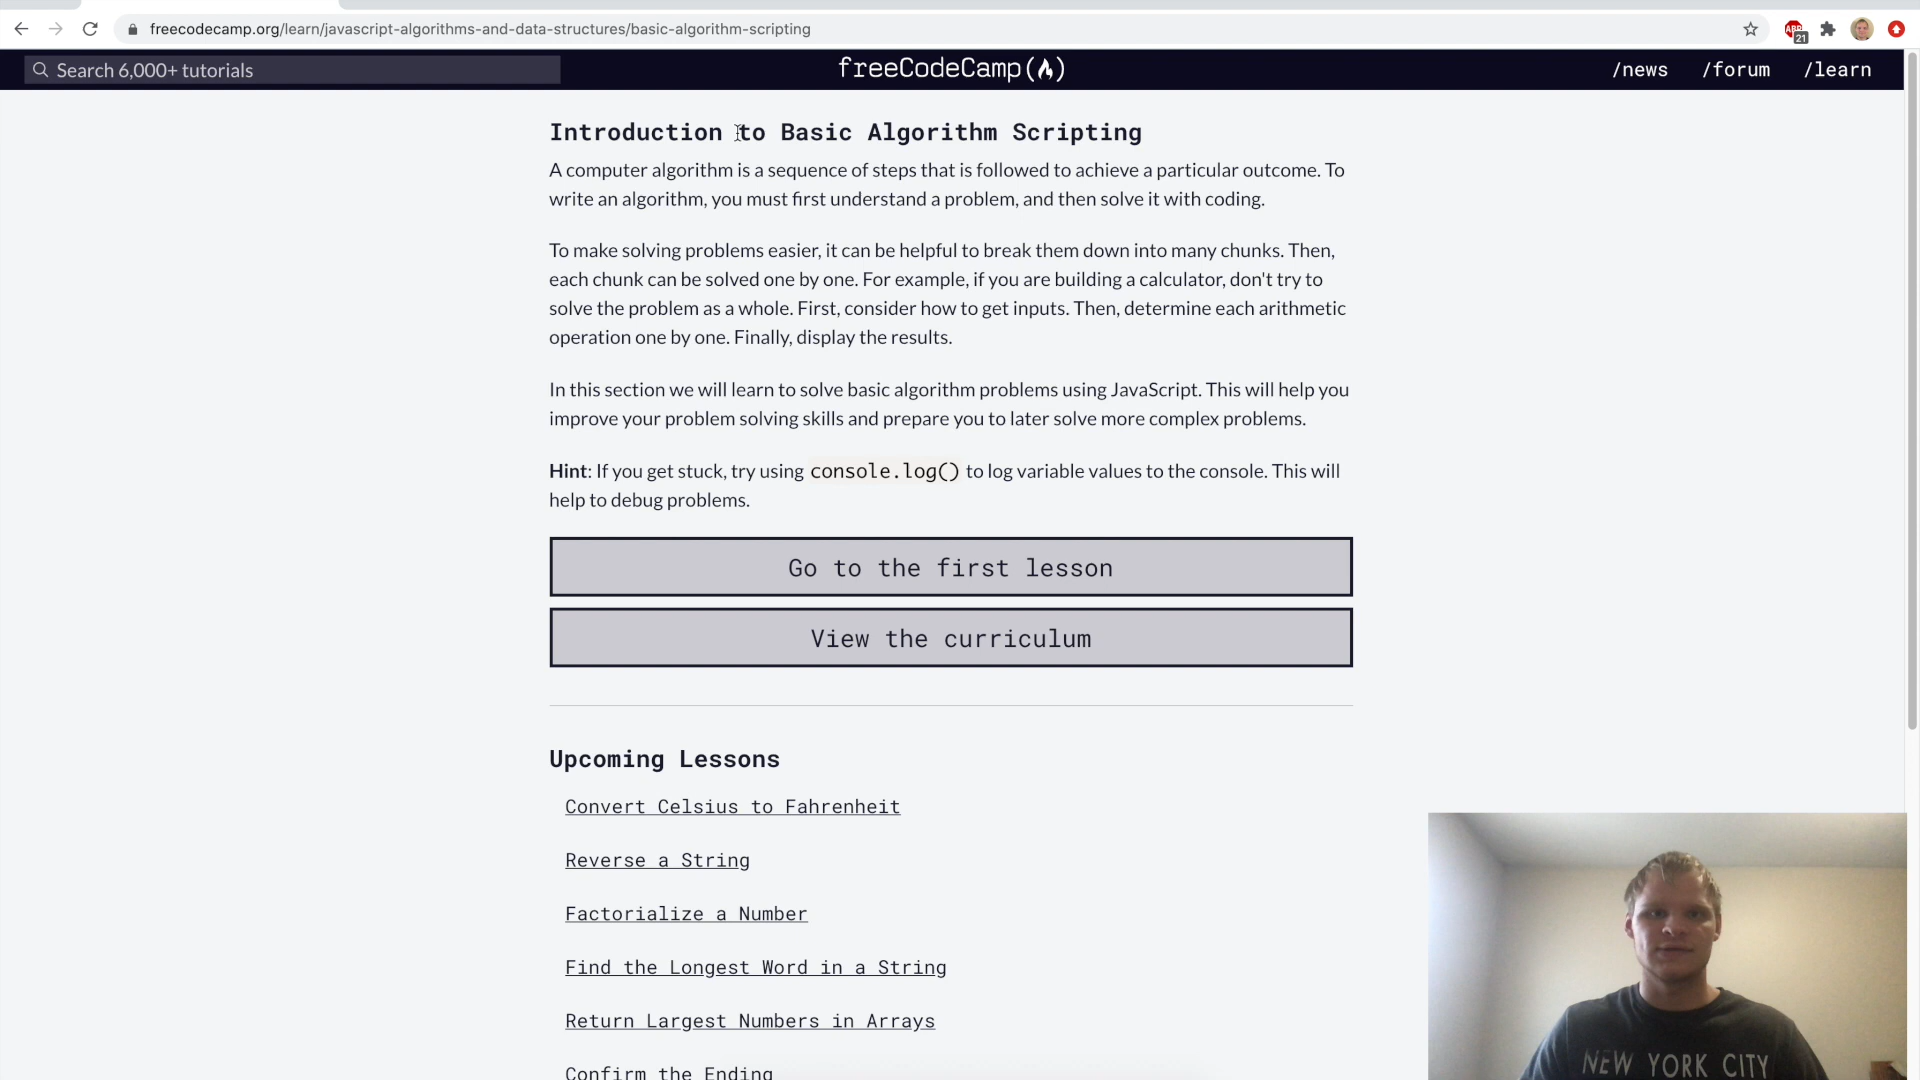 freecodecamp.org/learn/javascript-algorithms-and-data-structures/basic-algorithm-scripting
ABP
21
Search 6,000+ tutorials
freeCodeCamp(🔥)
/news
/forum
/learn
Introduction to Basic Algorithm Scripting
A computer algorithm is a sequence of steps that is followed to achieve a particular outcome. To
write an algorithm, you must first understand a problem, and then solve it with coding.
To make solving problems easier, it can be helpful to break them down into many chunks. Then,
each chunk can be solved one by one. For example, if you are building a calculator, don't try to
solve the problem as a whole. First, consider how to get inputs. Then, determine each arithmetic
operation one by one. Finally, display the results.
In this section we will learn to solve basic algorithm problems using JavaScript. This will help you
improve your problem solving skills and prepare you to later solve more complex problems.
Hint: If you get stuck, try using console.log() to log variable values to the console. This will
help to debug problems.
Go to the first lesson
View the curriculum
Upcoming Lessons
Convert Celsius to Fahrenheit
Reverse a String
Factorialize a Number
Find the Longest Word in a String
Return Largest Numbers in Arrays
Confirm the Ending
NEW YORK CITY